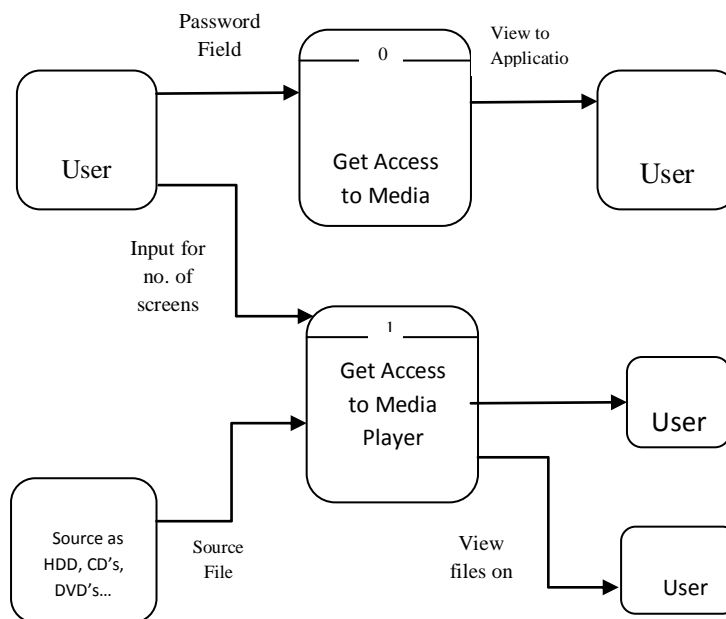 Password
Field
0
View to
Applicatio
User
Get Access
to Media
User
Input for
no. of
screens
1
Get Access
to Media
Player
User
Source as
HDD, CD's,
DVD's...
Source
File
View
files on
User